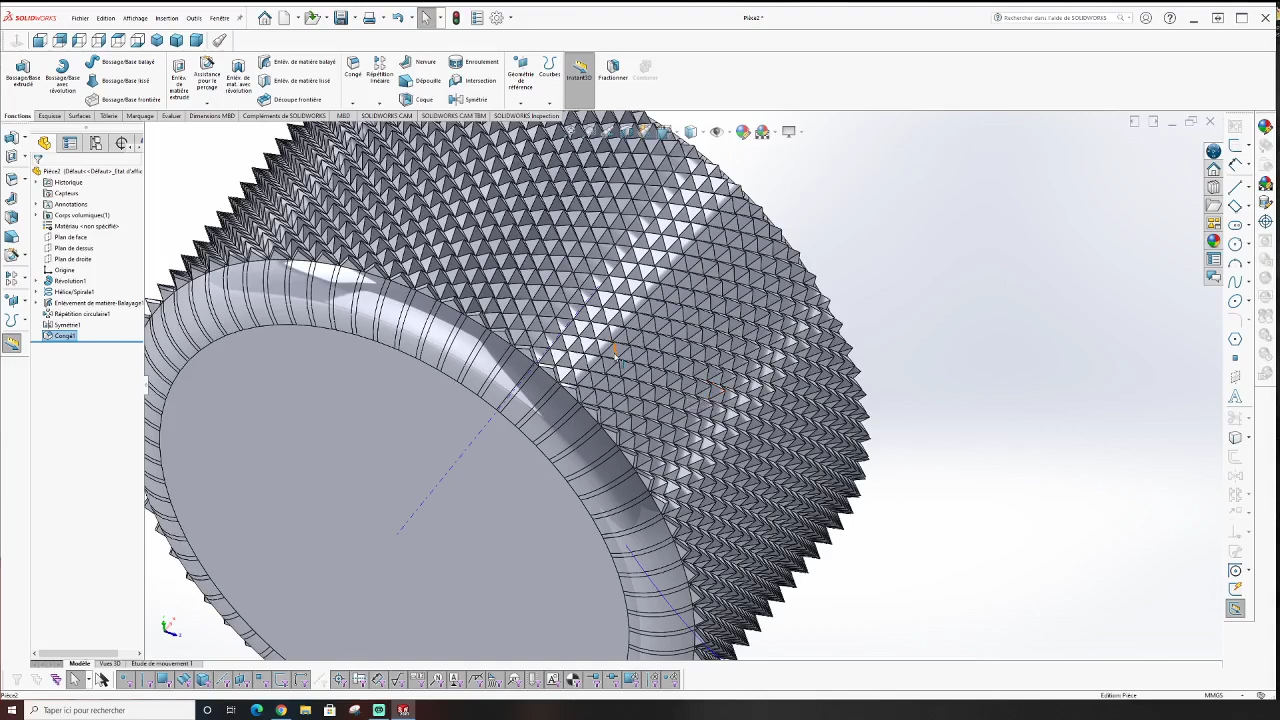 SOLIDWORKS Fichier Edition Affichage Insertion Outils Fenêtre Pièce2 * Rechercher dans l'aide de SOLIDWORKS
Bossage/Base extrudé
Bossage/Base avec révolution
Bossage/Base balayé
Bossage/Base lissé
Bossage/Base frontière
Enlèv. de matière extrudé
Assistance pour le perçage
Enlèv. de mat. avec révolution
Enlèv. de matière balayé
Enlèv. de matière lissé
Découpe frontière
Congé
Répétition linéaire
Nervure
Dépouille
Coque
Enroulement
Intersection
Symétrie
Géométrie de référence
Courbes
Instant3D
Fractionner
Combiner
Fonctions Esquisse Surfaces Tôlerie Marquage Evaluer Dimensions MBD Compléments de SOLIDWORKS MBD SOLIDWORKS CAM SOLIDWORKS CAM TBM SOLIDWORKS Inspection
Pièce2 (Défaut<<Défaut>_Etat d'affic
Historique
Capteurs
Annotations
Corps volumiques(1)
Matériau <non spécifié>
Plan de face
Plan de dessus
Plan de droite
Origine
Révolution1
Hélice/Spirale1
Enlèvement de matière-Balayage1
Répétition circulaire1
Symétrie1
Congé1
Modèle Vues 3D Etude de mouvement 1
Pièce2 Editions Pièce MMGS
Taper ici pour rechercher